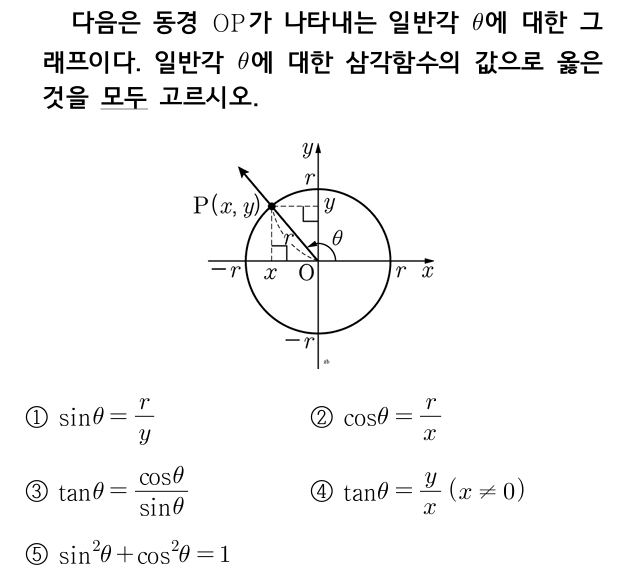 다음은 동경 OP가 나타내는 일반각 θ에 대한 그
래프이다. 일반각 θ에 대한 삼각함수의 값으로 옳은
것을 모두 고르시오.
y
r
P(x, y)
y
r
θ
−r
x
O
r
x
−r
① sinθ = r/y
② cosθ = r/x
③ tanθ = cosθ/sinθ
④ tanθ = y/x (x ≠ 0)
⑤ sin²θ + cos²θ = 1